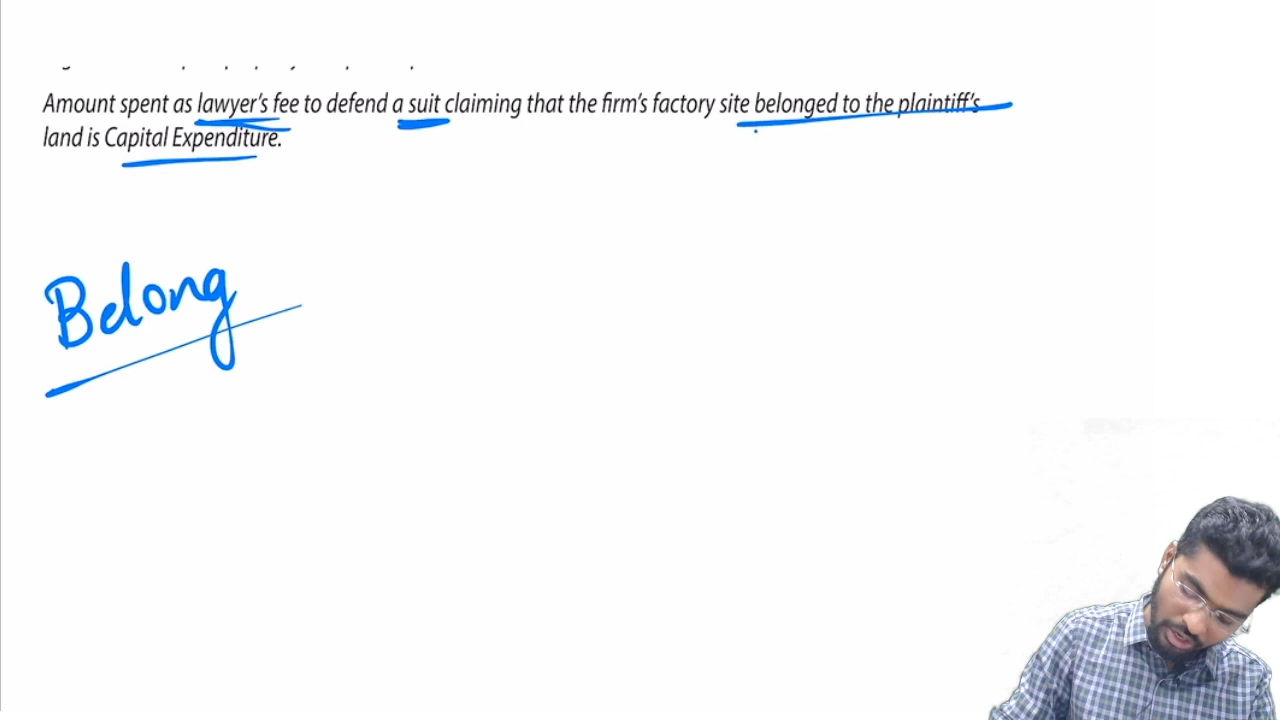 Amount spent as lawyer's fee to defend a suit claiming that the firm's factory site belonged to the plaintiff's
land is Capital Expenditure.
Belong